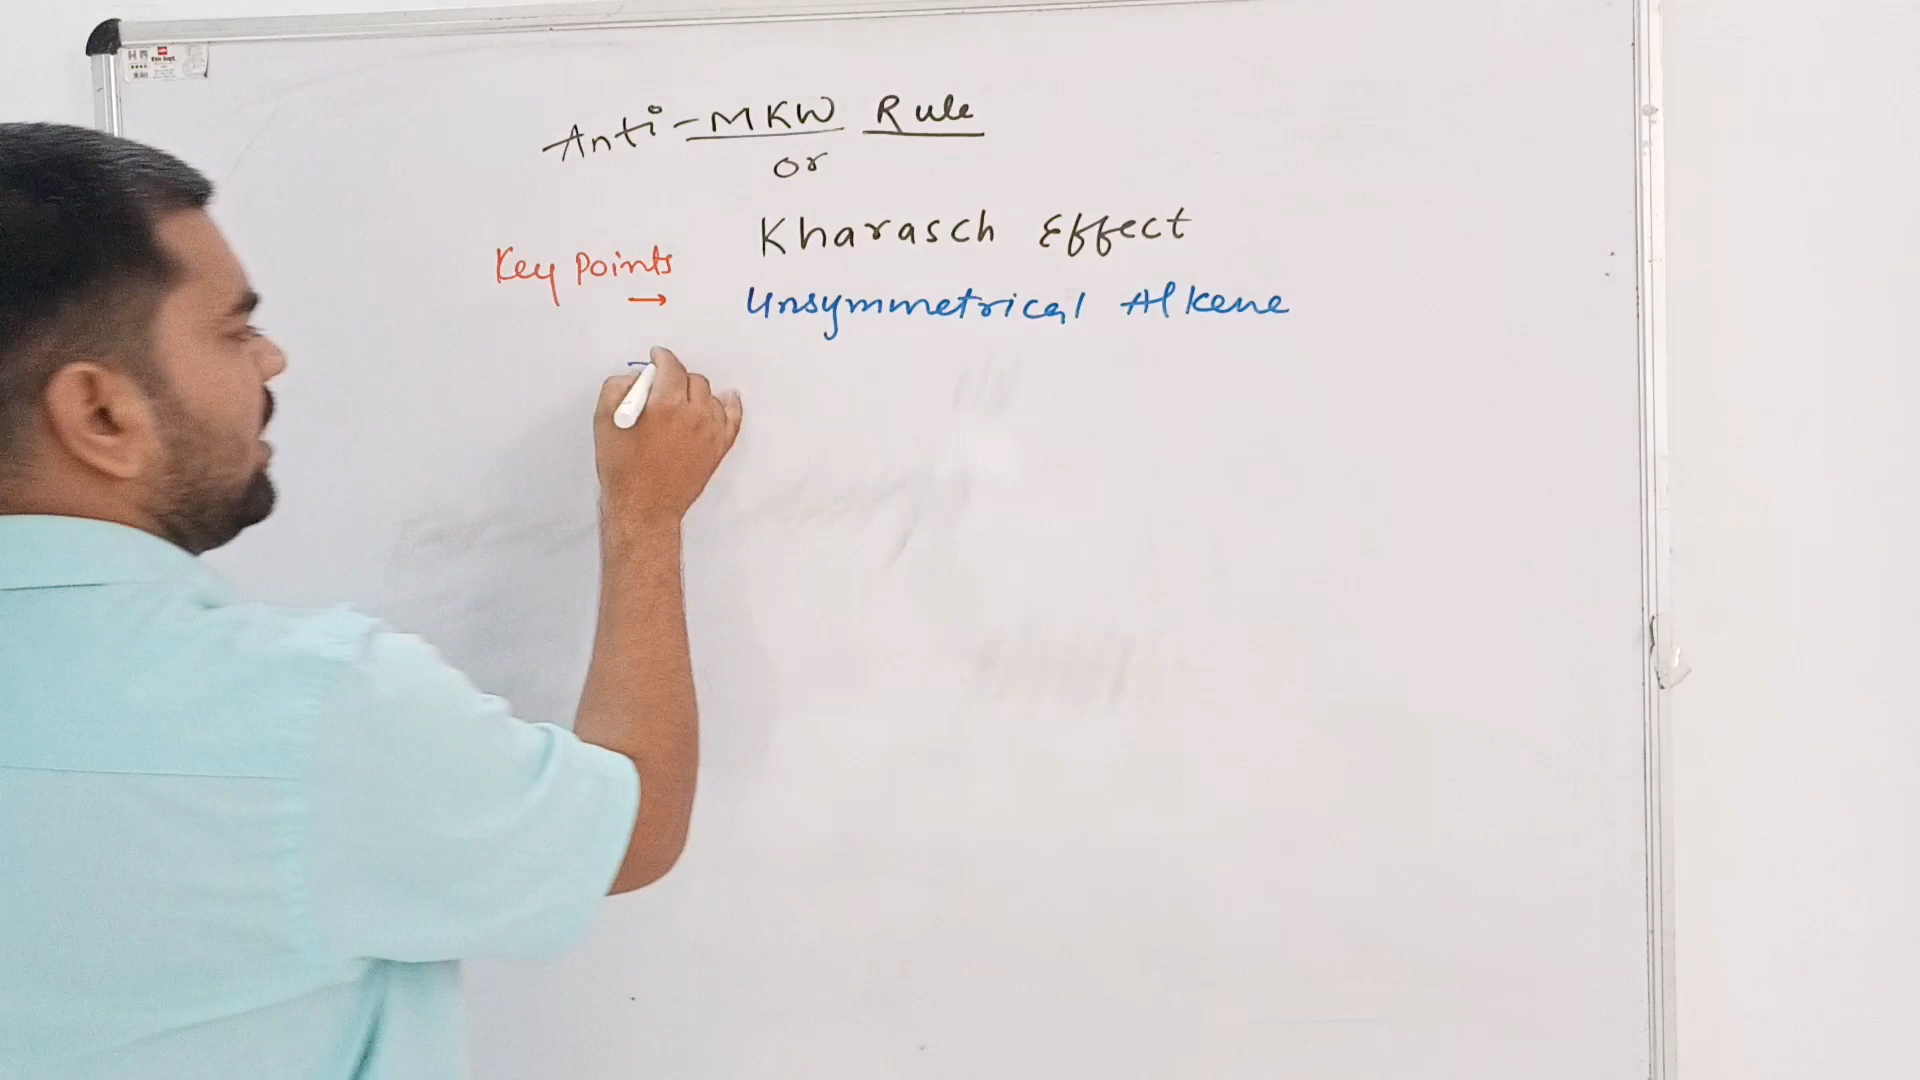 Anti-MKW Rule
or
Kharasch Effect
Key points
→ Unsymmetrical Alkene